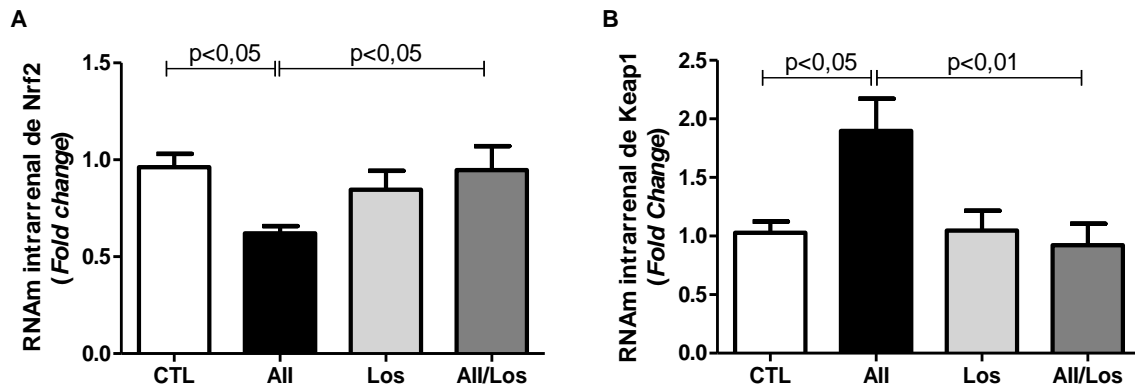 A
RNAm intrarrenal de Nrf2
(Fold change)
1.5
1.0
0.5
0.0
p<0,05
p<0,05
CTL
AII
Los
AII/Los
B
RNAm intrarrenal de Keap1
(Fold Change)
2.5
2.0
1.5
1.0
0.5
0.0
p<0,05
p<0,01
CTL
AII
Los
AII/Los